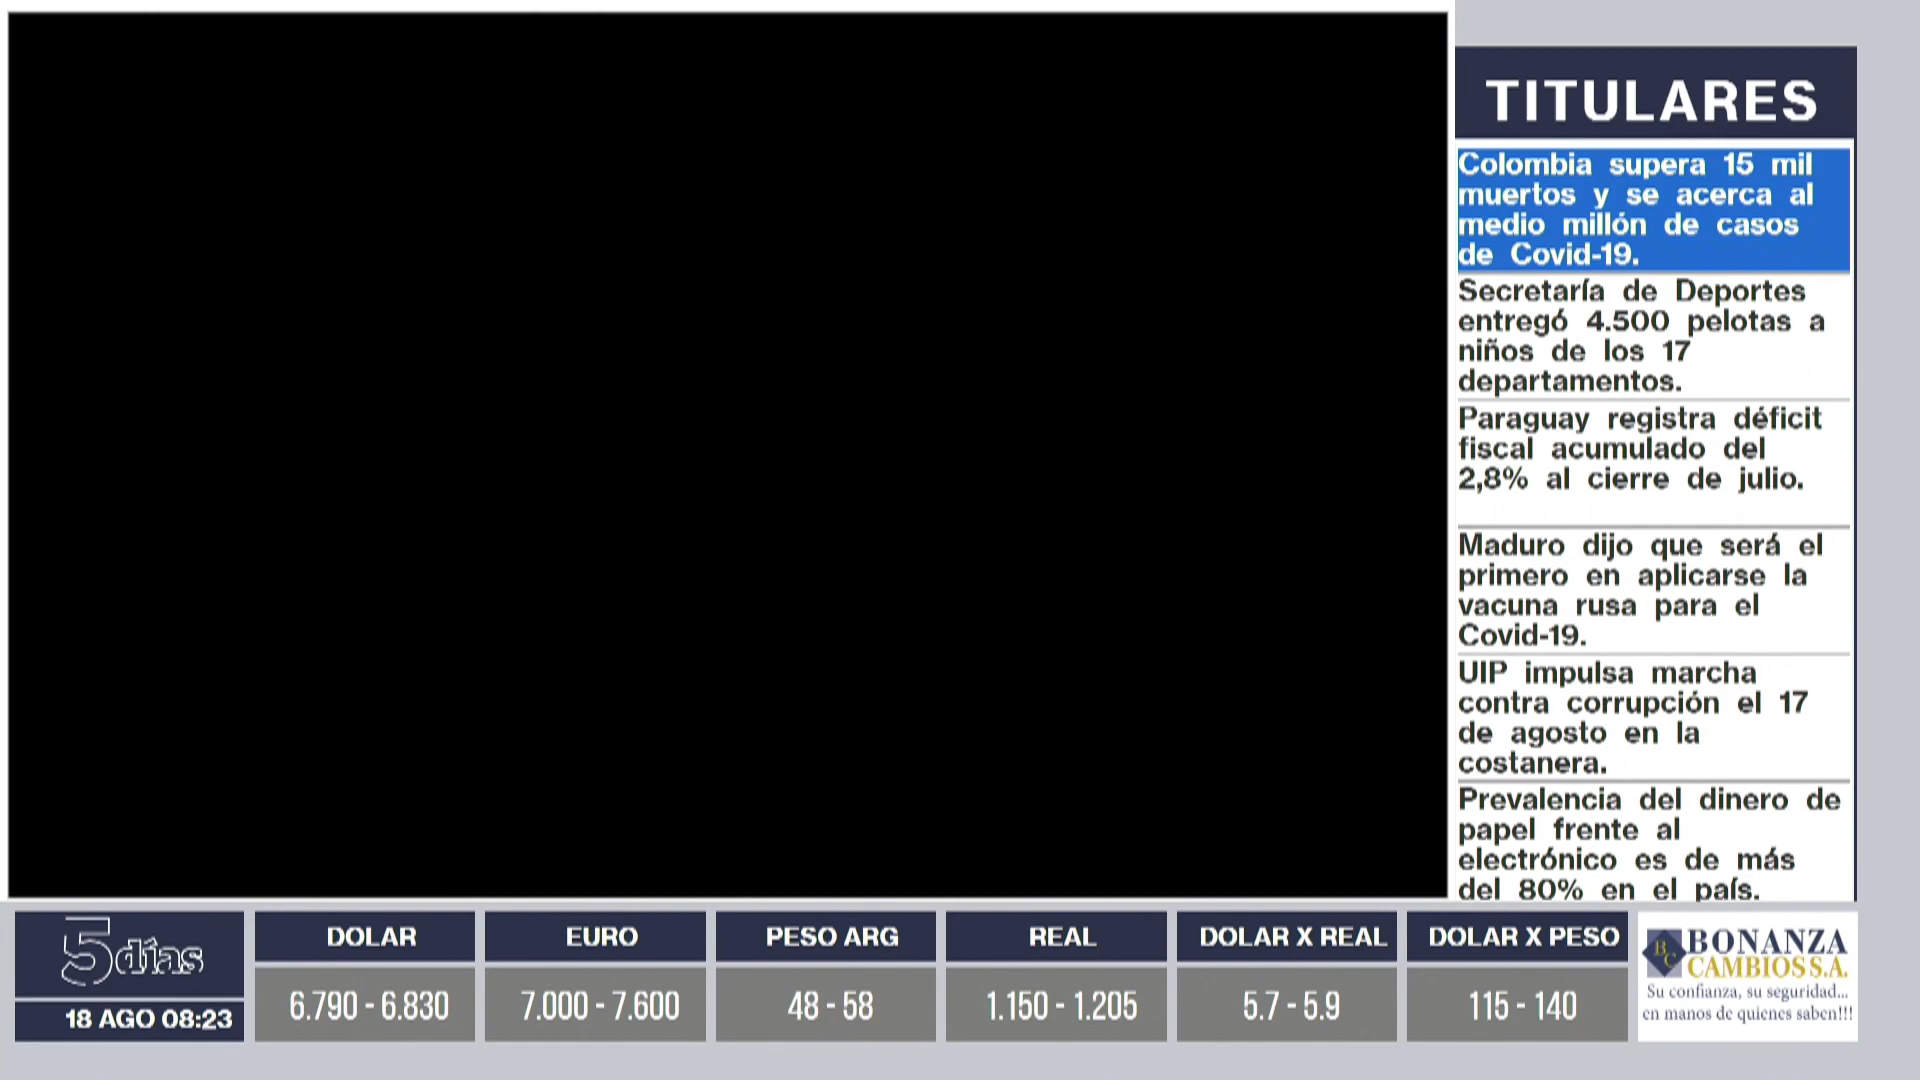 TITULARES
Colombia supera 15 mil
muertos y se acerca al
medio millón de casos
de Covid-19.
Secretaría de Deportes
entregó 4.500 pelotas a
niños de los 17
departamentos.
Paraguay registra déficit
fiscal acumulado del
2,8% al cierre de julio.
Maduro dijo que será el
primero en aplicarse la
vacuna rusa para el
Covid-19.
UIP impulsa marcha
contra corrupción el 17
de agosto en la
costanera.
Prevalencia del dinero de
papel frente al
electrónico es de más
del 80% en el país.
5días
18 AGO 08:23
DOLAR
6.790 - 6.830
EURO
7.000 - 7.600
PESO ARG
48 - 58
REAL
1.150 - 1.205
DOLAR X REAL
5.7 - 5.9
DOLAR X PESO
115 - 140
BC
BONANZA
CAMBIOS S.A.
Su confianza, su seguridad...
en manos de quienes saben!!!